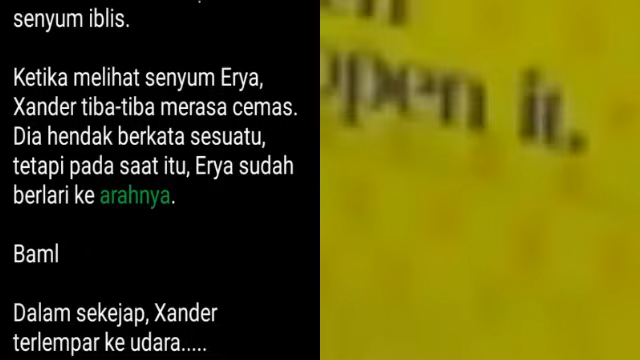 senyum iblis.
Ketika melihat senyum Erya,
Xander tiba-tiba merasa cemas.
Dia hendak berkata sesuatu,
tetapi pada saat itu, Erya sudah
berlari ke arahnya.
Baml
Dalam sekejap, Xander
terlempar ke udara.....
open it.